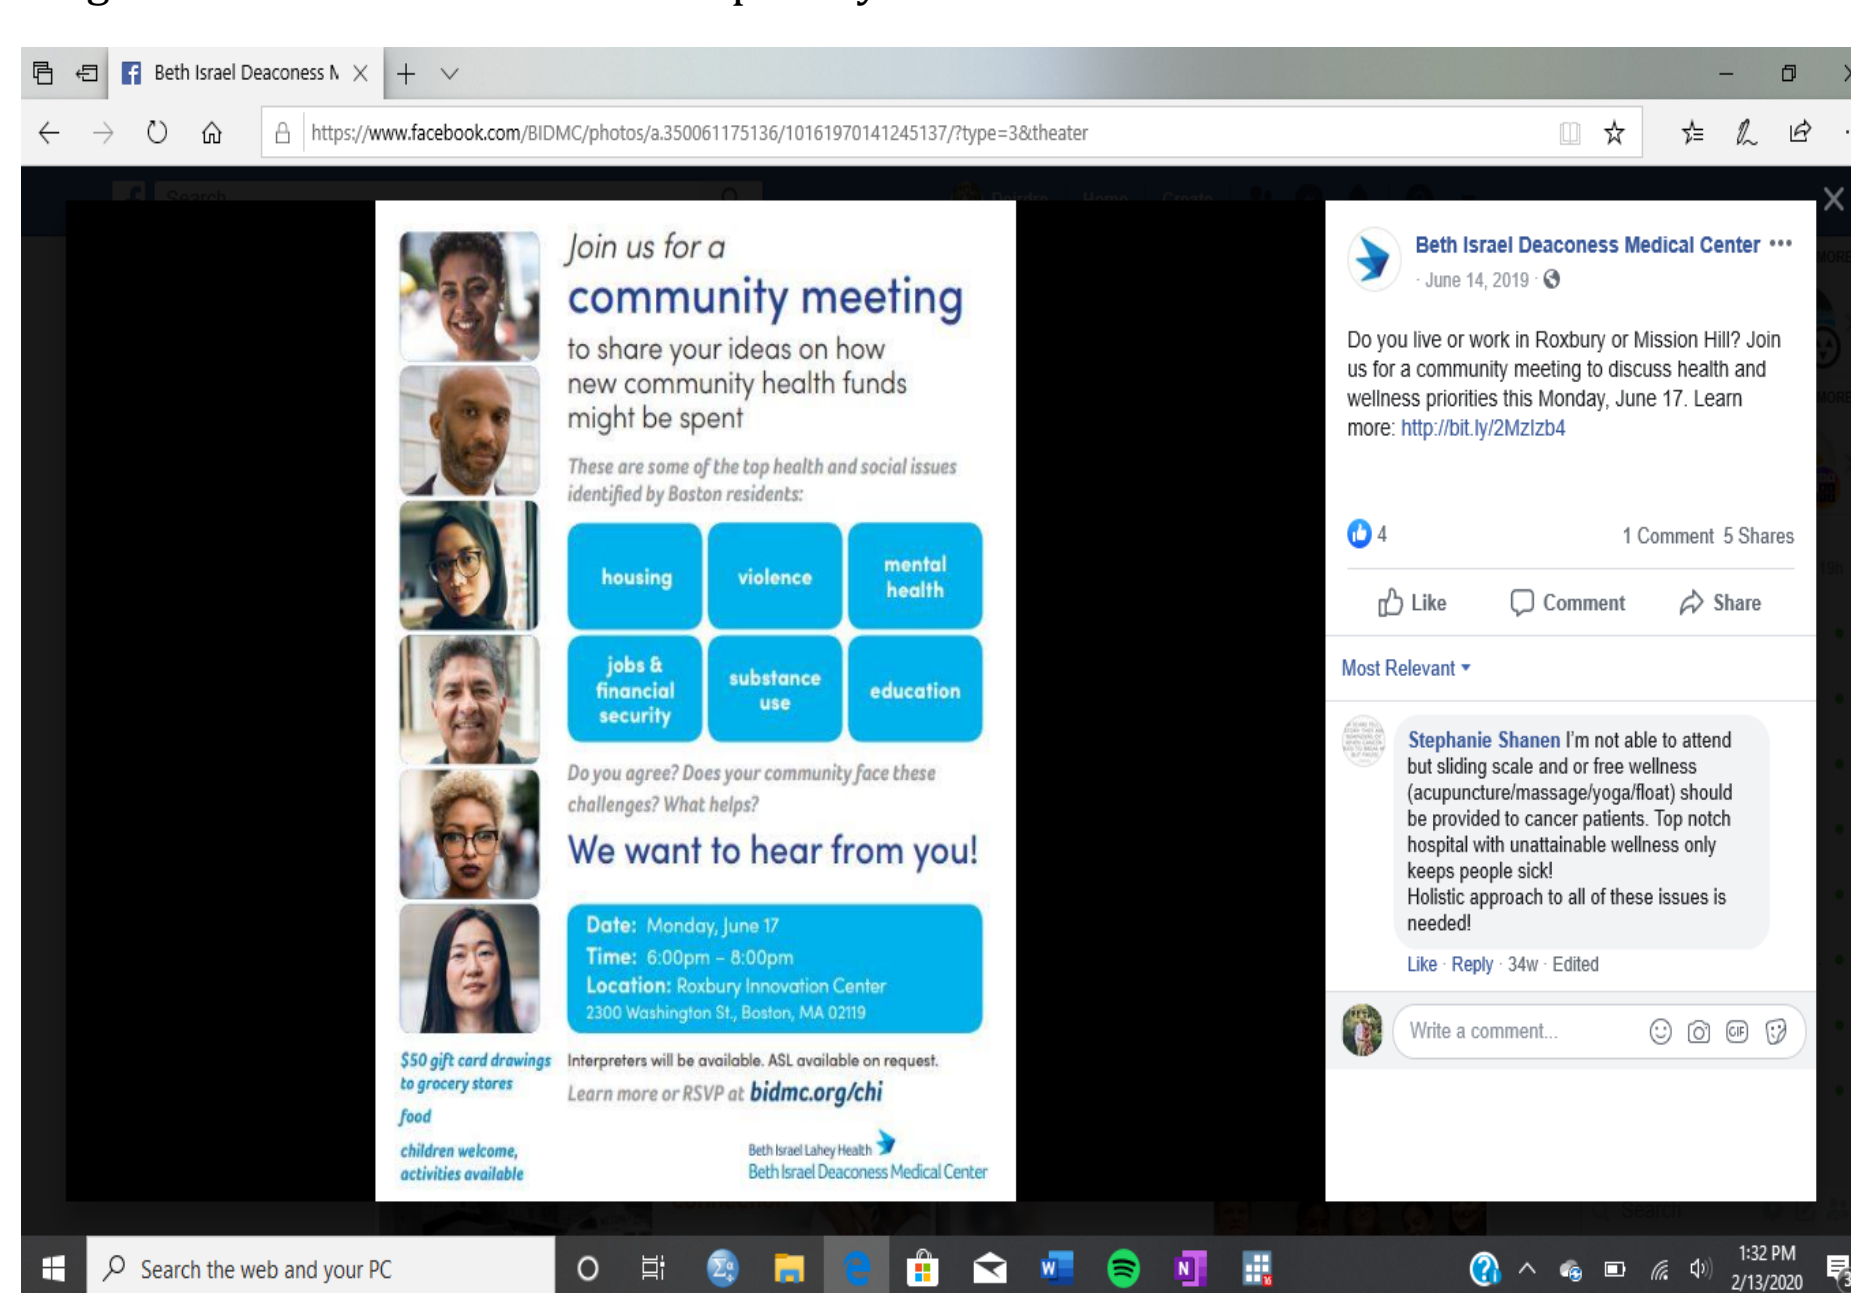 Beth Israel Deaconess M
https://www.facebook.com/BIDMC/photos/a.350061175136/10161970141245137/?type=3&theater
Search
Home
Create
Join us for a
community meeting
to share your ideas on how
new community health funds
might be spent
These are some of the top health and social issues
identified by Boston residents:
housing
violence
mental
health
jobs &
financial
security
substance
use
education
Do you agree? Does your community face these
challenges? What helps?
We want to hear from you!
Date: Monday, June 17
Time: 6:00pm – 8:00pm
Location: Roxbury Innovation Center
2300 Washington St., Boston, MA 02119
$50 gift card drawings
to grocery stores
food
children welcome,
activities available
Interpreters will be available. ASL available on request.
Learn more or RSVP at bidmc.org/chi
Beth Israel Lahey Health
Beth Israel Deaconess Medical Center
Beth Israel Deaconess Medical Center
· June 14, 2019 ·
Do you live or work in Roxbury or Mission Hill? Join
us for a community meeting to discuss health and
wellness priorities this Monday, June 17. Learn
more: http://bit.ly/2MzIzb4
4
1 Comment 5 Shares
Like
Comment
Share
Most Relevant
Stephanie Shanen I'm not able to attend
but sliding scale and or free wellness
(acupuncture/massage/yoga/float) should
be provided to cancer patients. Top notch
hospital with unattainable wellness only
keeps people sick!
Holistic approach to all of these issues is
needed!
Like · Reply · 34w · Edited
Write a comment...
GIF
Search
Search the web and your PC
1:32 PM
2/13/2020